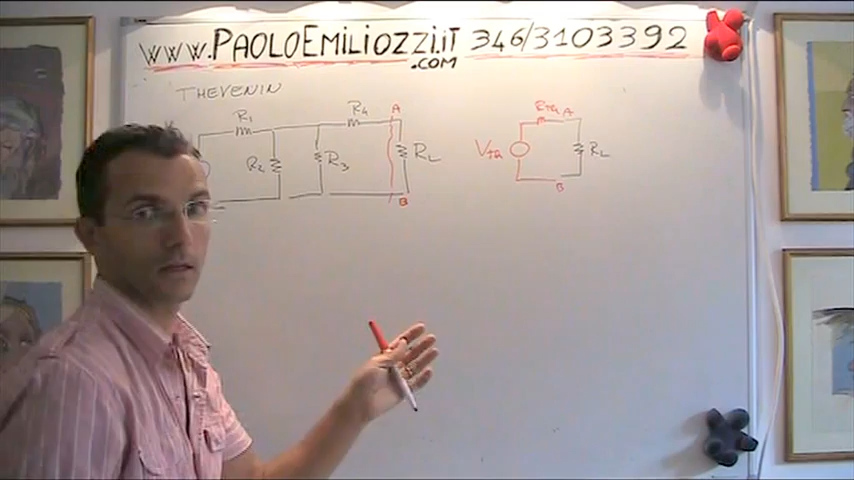 www.PAOLOEMILIOZZI.IT 346/3103392
.COM
THEVENIN
R1
R4
A
RTH A
R2
R3
RL
VTH
RL
B
B